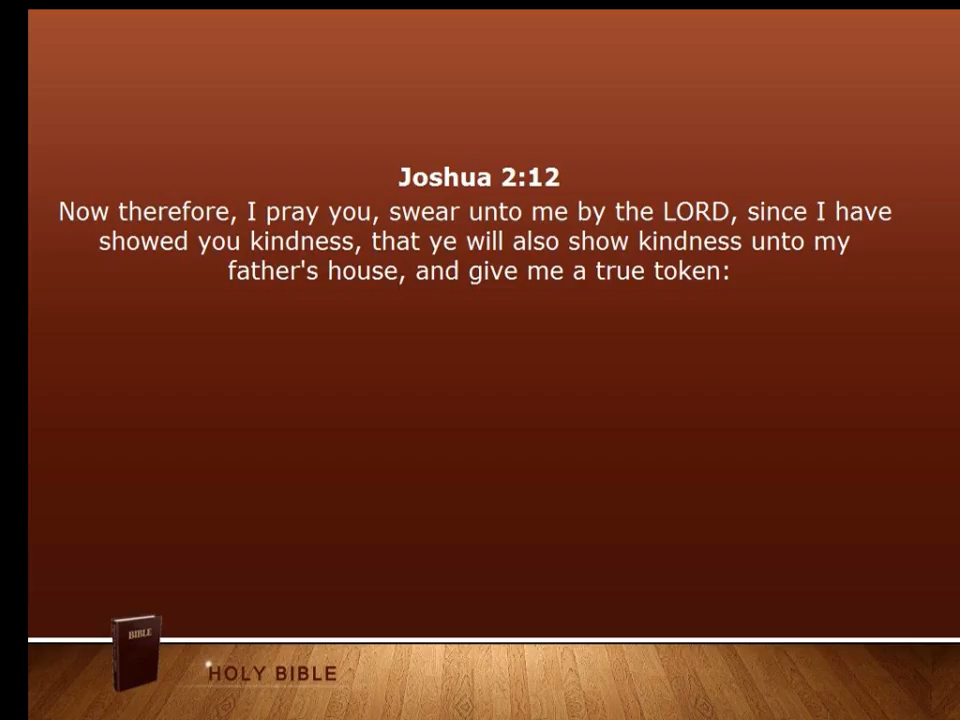 Joshua 2:12
Now therefore, I pray you, swear unto me by the LORD, since I have
showed you kindness, that ye will also show kindness unto my
father's house, and give me a true token:
BIBLE
HOLY BIBLE